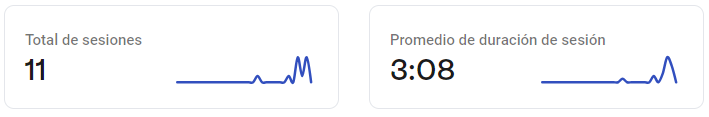 Total de sesiones
11
Promedio de duración de sesión
3:08